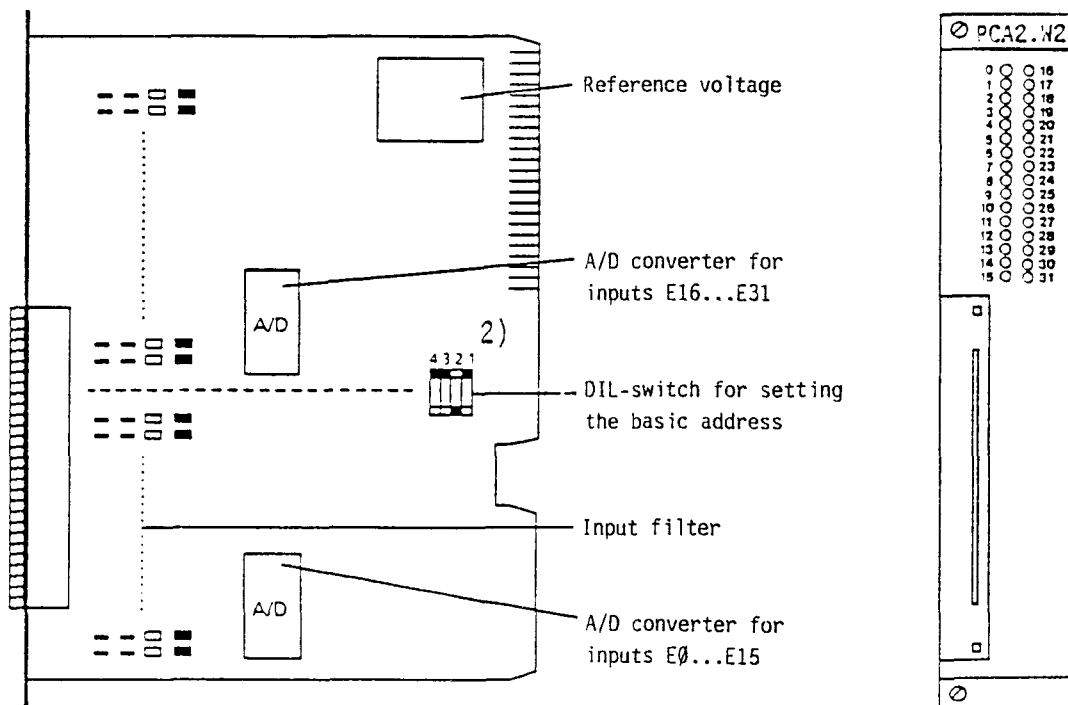 PCA2.W2
0 16
1 17
2 18
3 19
4 20
5 21
6 22
7 23
8 24
9 25
10 26
11 27
12 28
13 29
14 30
15 31
Reference voltage
A/D converter for
inputs E16...E31
A/D
2)
4 3 2 1
DIL-switch for setting
the basic address
Input filter
A/D
A/D converter for
inputs EØ...E15